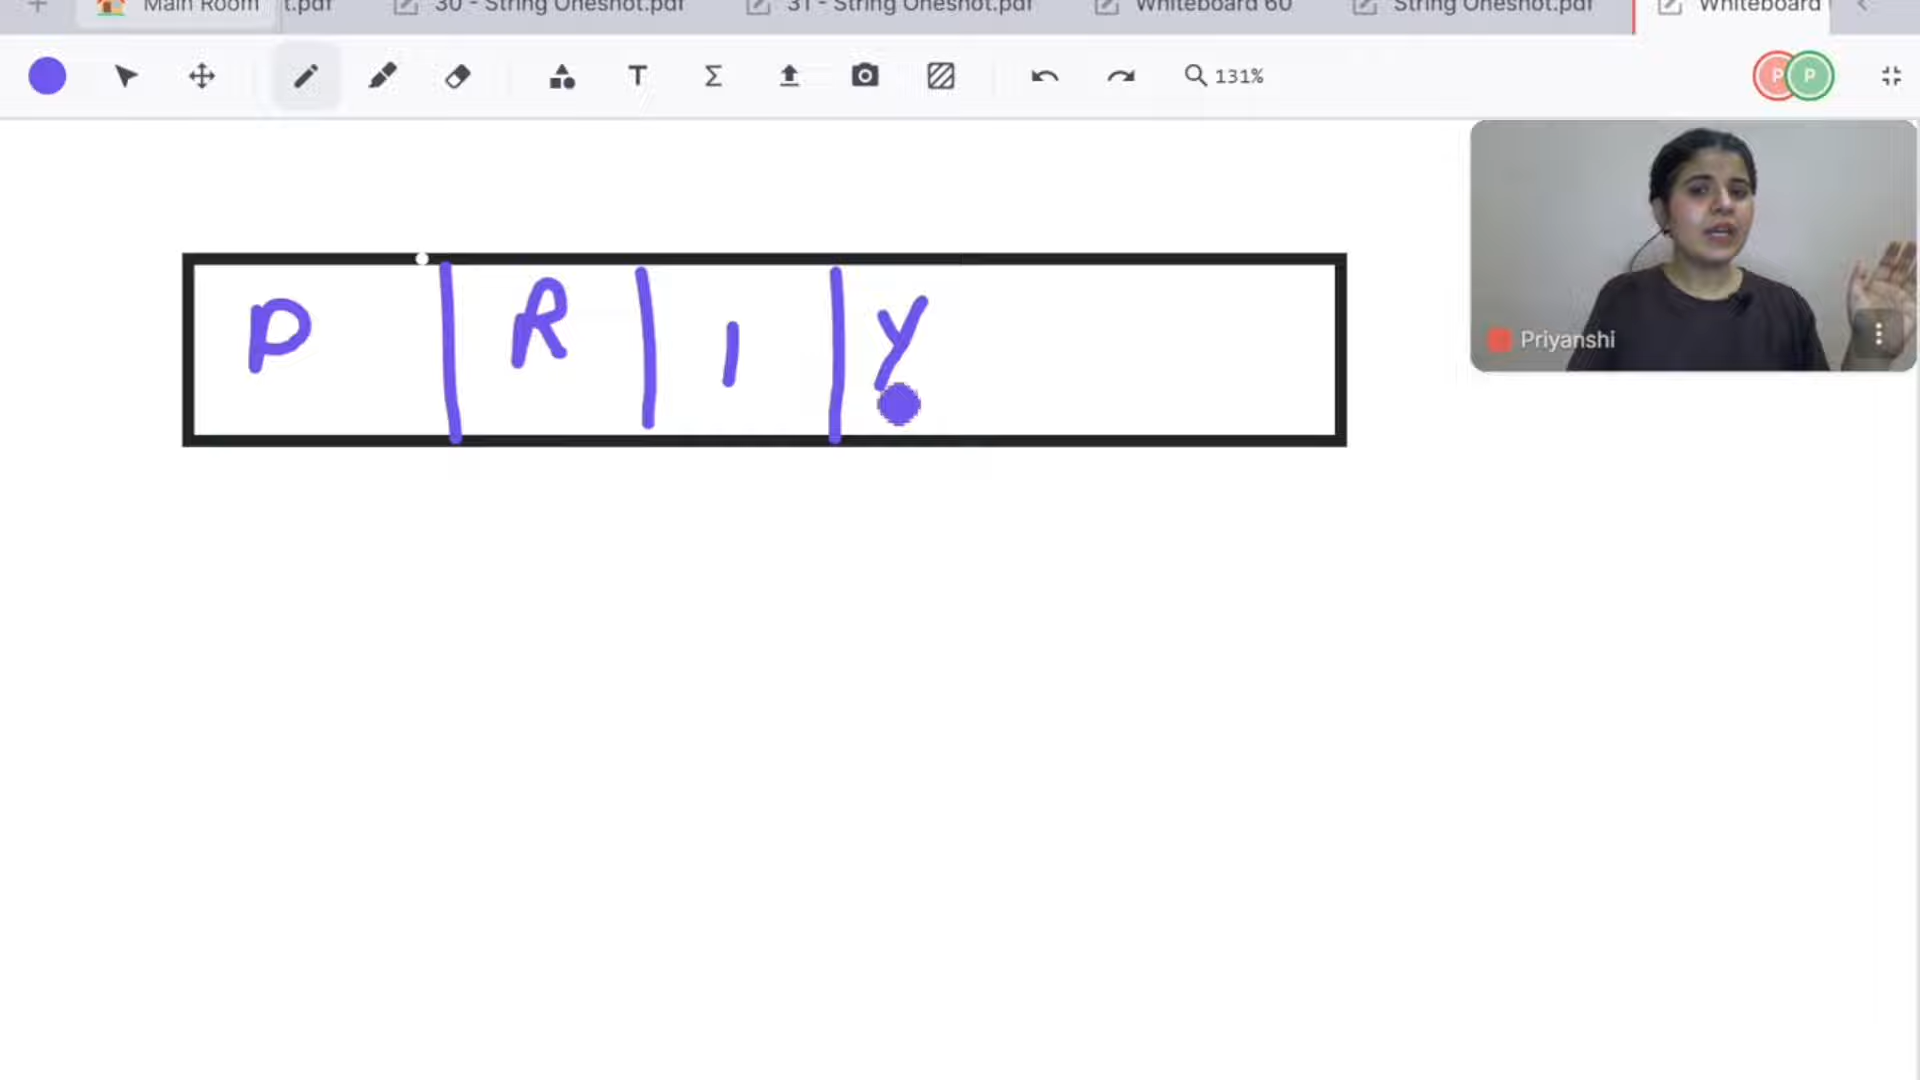 Main Room
t.pdf
30 - String Oneshot.pdf
31 - String Oneshot.pdf
Whiteboard 60
String Oneshot.pdf
Whiteboard
T Σ 131% P P
P R I Y
Priyanshi